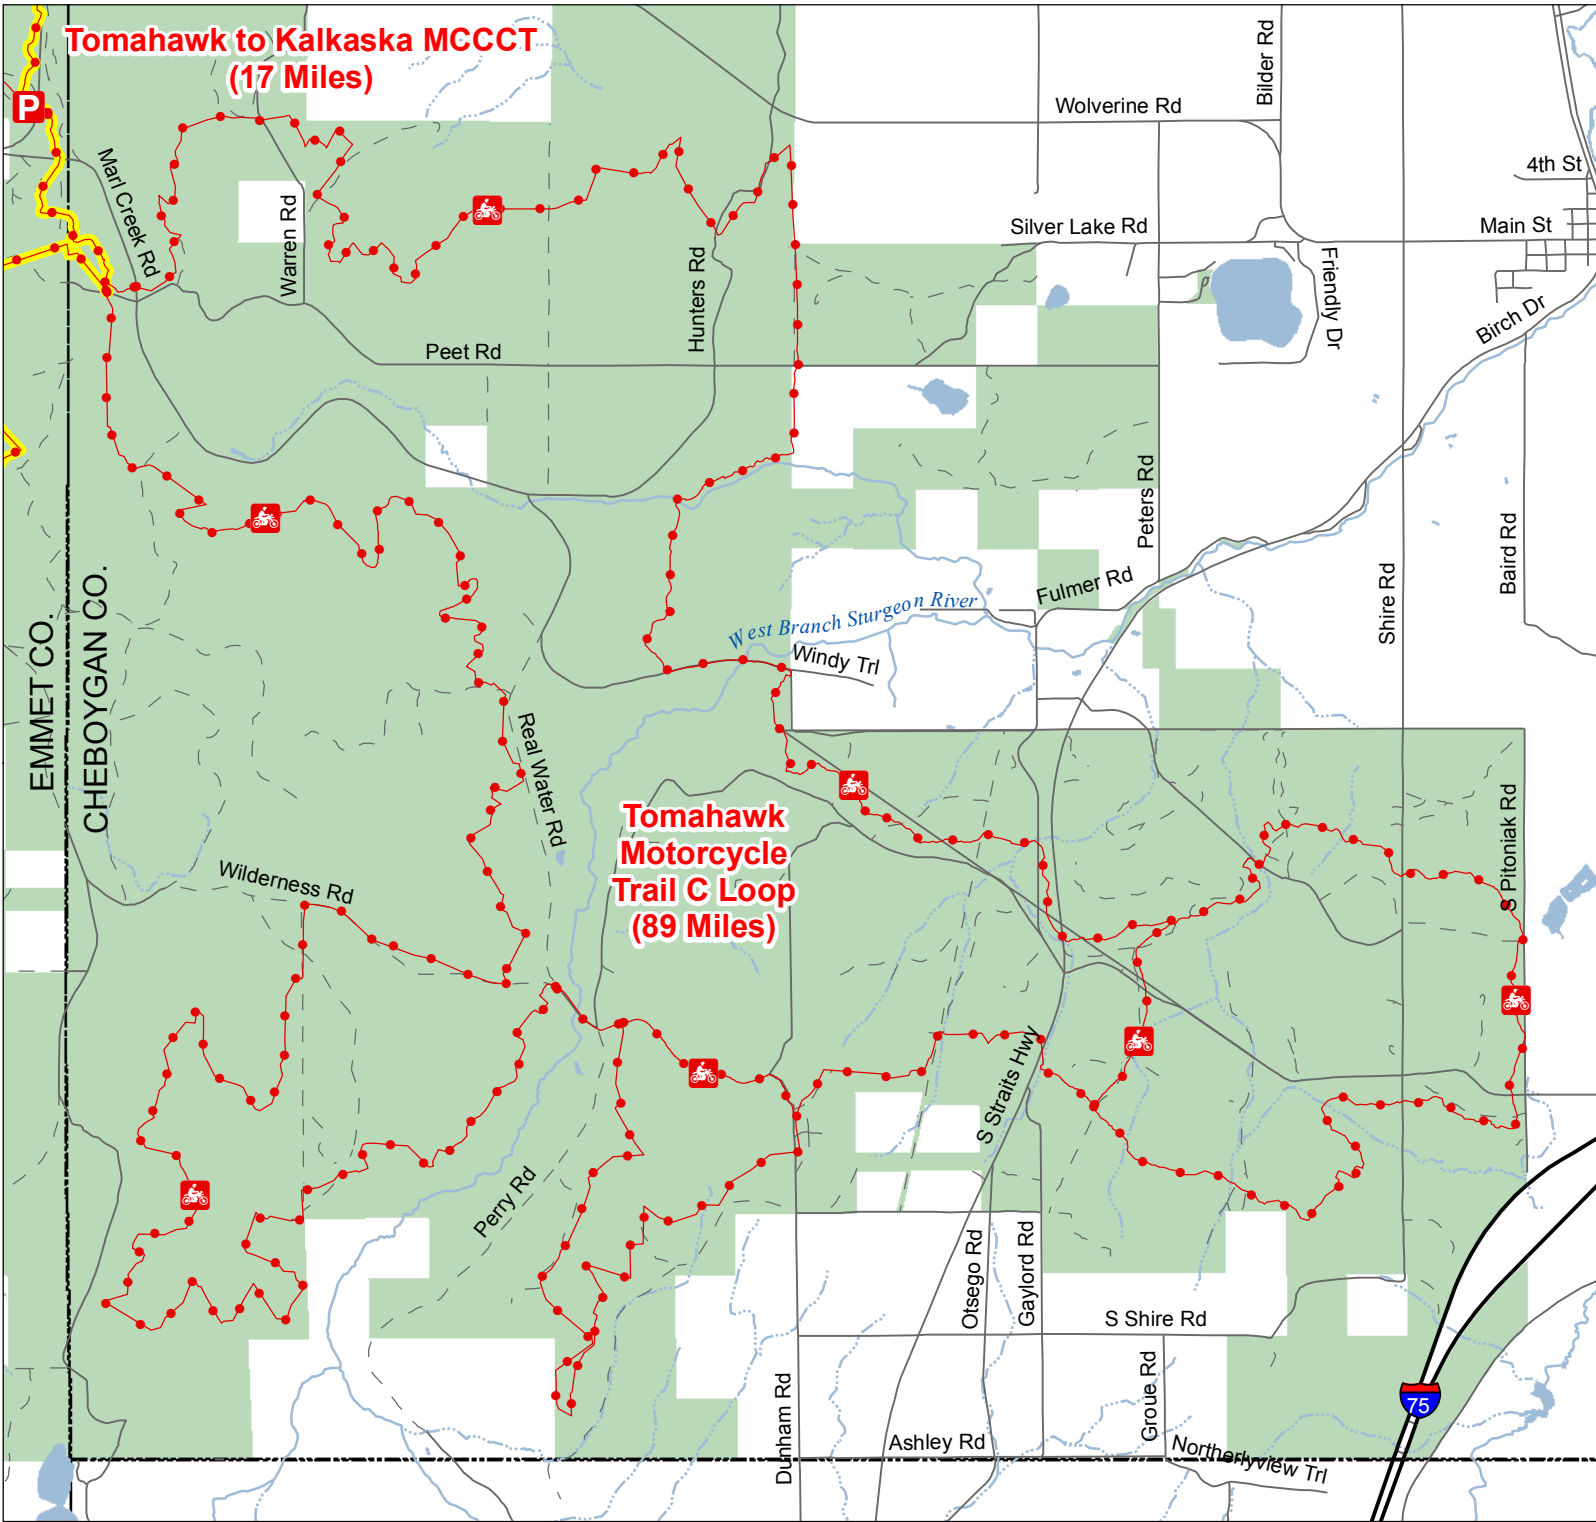 Tomahawk to Kalkaska MCCCT
(17 Miles)
P
Bilder Rd
Wolverine Rd
4th St
Marl Creek Rd
Warren Rd
Silver Lake Rd
Main St
Hunters Rd
Friendly Dr
Birch Dr
Peet Rd
Peters Rd
Baird Rd
Shire Rd
Fulmer Rd
West Branch Sturgeon River
Windy Trl
EMMET CO.
CHEBOYGAN CO.
Real Water Rd
Tomahawk
Motorcycle
Trail C Loop
(89 Miles)
S Pitoniak Rd
Wilderness Rd
S Straits Hwy
Perry Rd
Otsego Rd
Gaylord Rd
S Shire Rd
Dunham Rd
Groue Rd
75
Ashley Rd
Northerlyview Trl